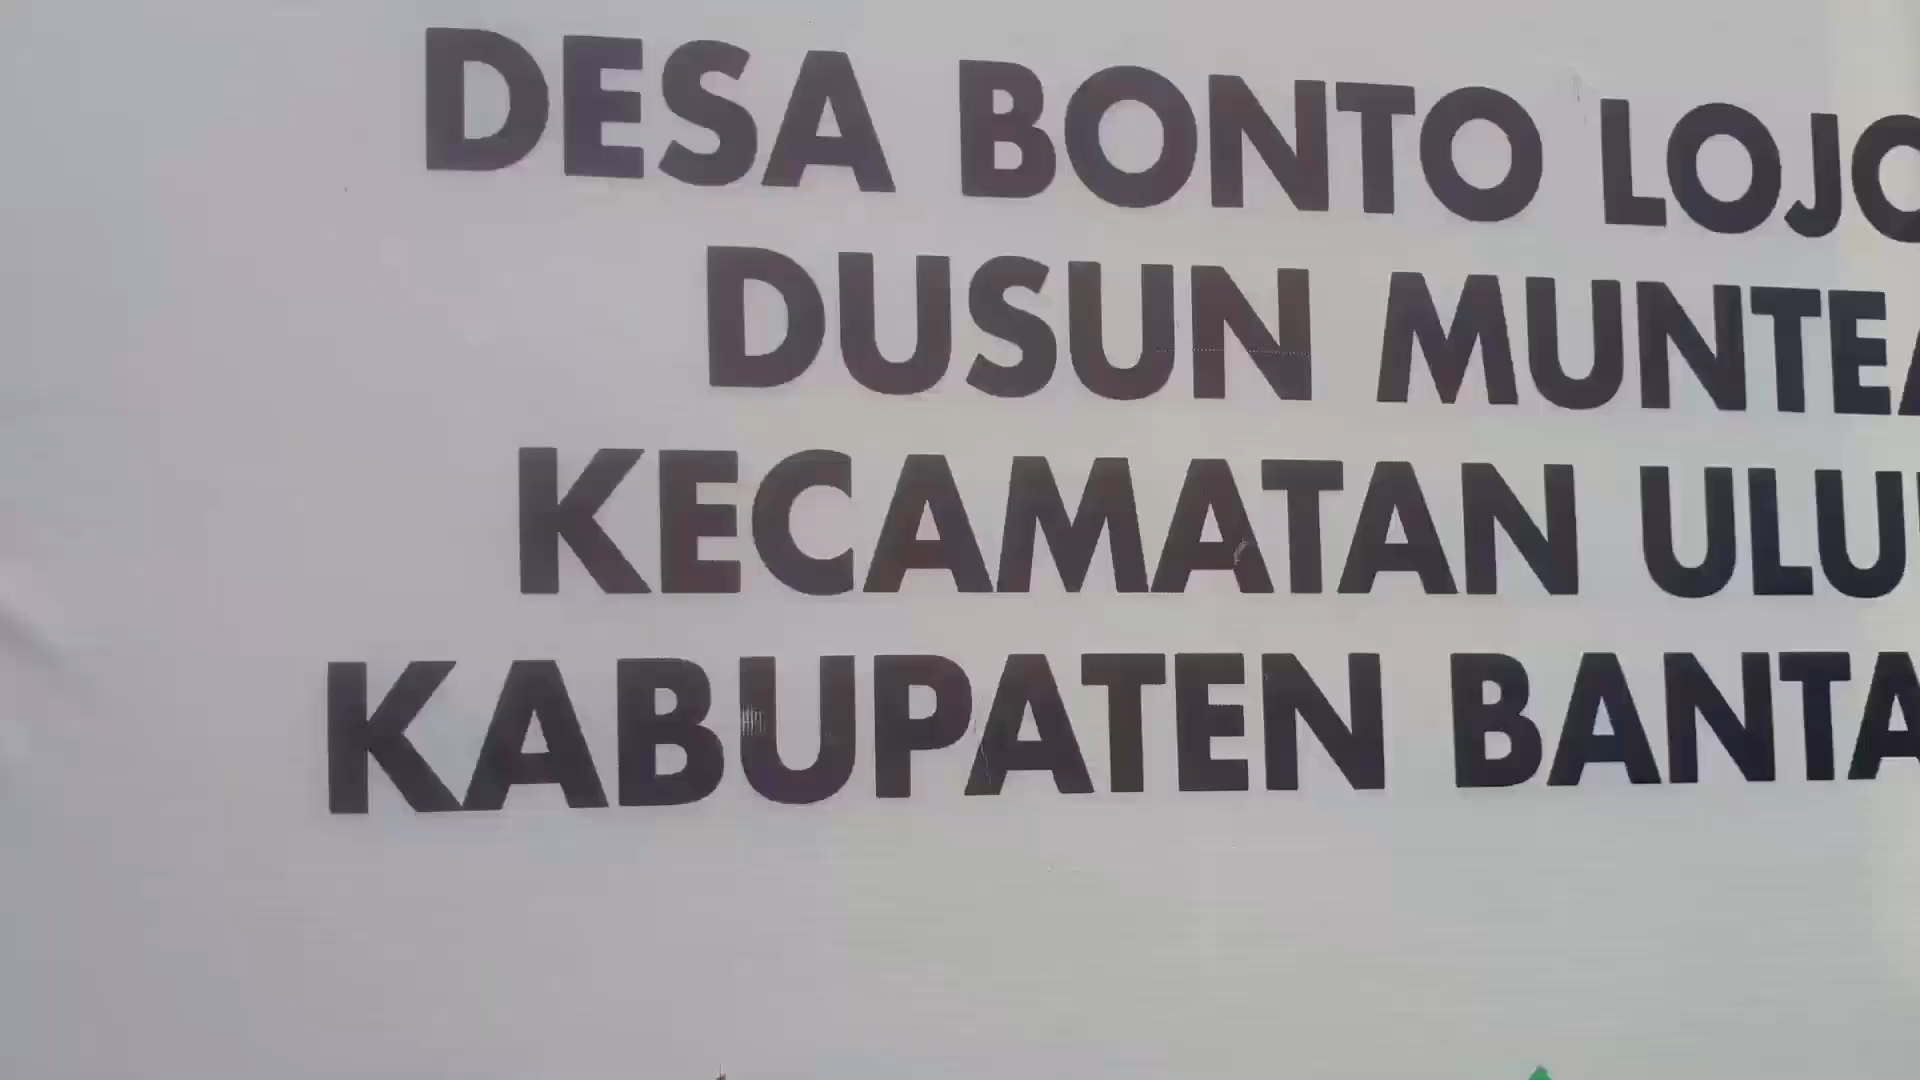 DESA BONTO LOJO
DUSUN MUNTEA
KECAMATAN ULU
KABUPATEN BANTA